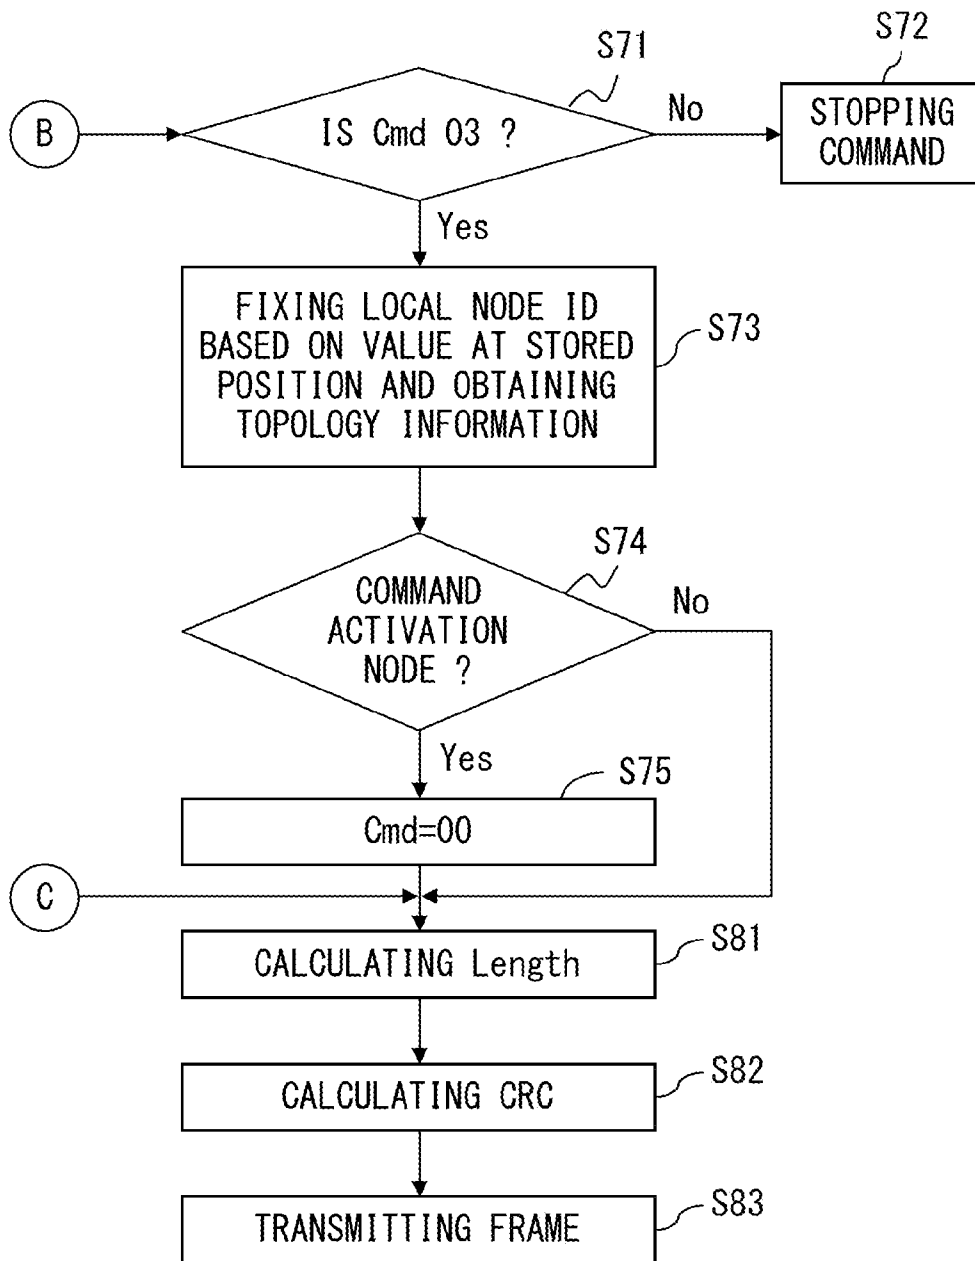 S71
S72
B
IS Cmd 03 ?
No
STOPPING
COMMAND
Yes
FIXING LOCAL NODE ID
BASED ON VALUE AT STORED
POSITION AND OBTAINING
TOPOLOGY INFORMATION
S73
S74
COMMAND
ACTIVATION
NODE ?
No
Yes
S75
Cmd=00
C
CALCULATING Length
S81
CALCULATING CRC
S82
TRANSMITTING FRAME
S83